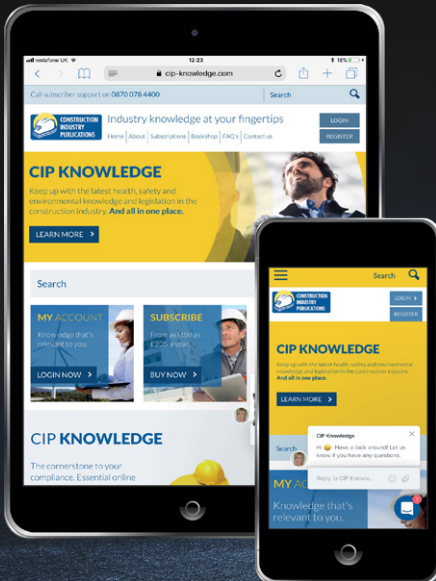 vodafone UK
12:23
18%
cip-knowledge.com
Call subscriber support on 0870 078 4400
Search
CONSTRUCTION
INDUSTRY
PUBLICATIONS
Industry knowledge at your fingertips
Home | About | Subscriptions | Bookshop | FAQ's | Contact us
LOGIN
REGISTER
CIP KNOWLEDGE
Keep up with the latest health, safety and
environmental knowledge and legislation in the
construction industry. And all in one place.
LEARN MORE >
Search
MY ACCOUNT
Knowledge that's
relevant to you.
LOGIN NOW >
SUBSCRIBE
From as little as
£205 a year.
BUY NOW >
CIP KNOWLEDGE
The cornerstone to your
compliance. Essential online
Search
CONSTRUCTION
INDUSTRY
PUBLICATIONS
LOGIN >
REGISTER
CIP KNOWLEDGE
Keep up with the latest health, safety and environmental
knowledge and legislation in the construction industry.
And all in one place.
LEARN MORE >
Search
CIP Knowledge
Hi 😀 Have a look around! Let us
know if you have any questions.
Reply to CIP Knowle...
1
MY AC
Knowledge that's
relevant to you.